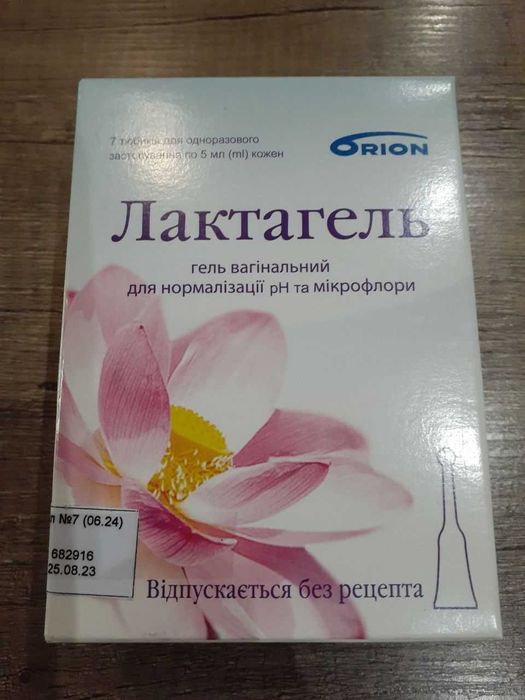 7 тюбиків для одноразового
застосування по 5 мл (ml) кожен
ORION
Лактагель
гель вагінальний
для нормалізації pH та мікрофлори
л №7 (06.24)
682916
25.08.23
Відпускається без рецепта